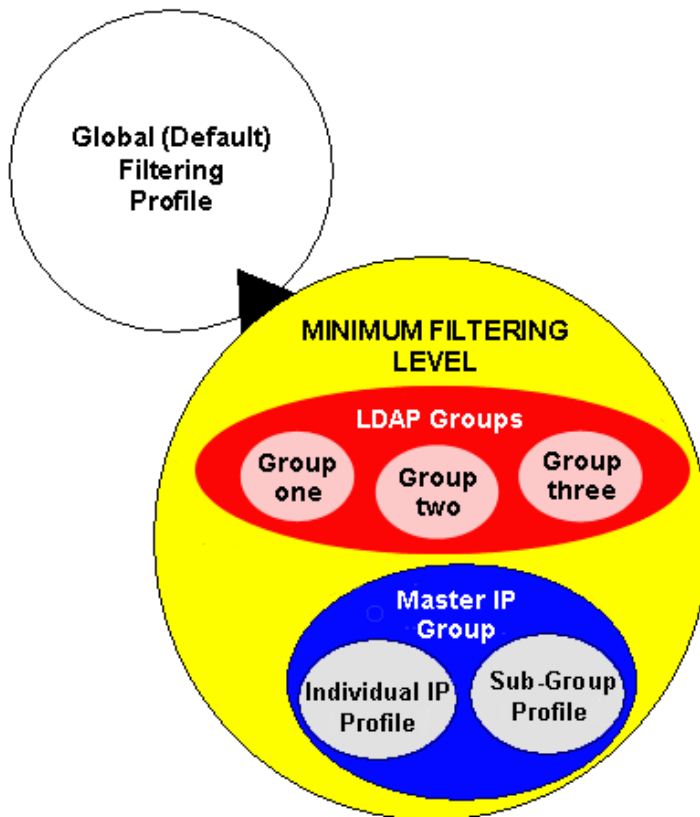 Global (Default)
Filtering
Profile
MINIMUM FILTERING
LEVEL
LDAP Groups
Group
one
Group
two
Group
three
Master IP
Group
Individual IP
Profile
Sub-Group
Profile